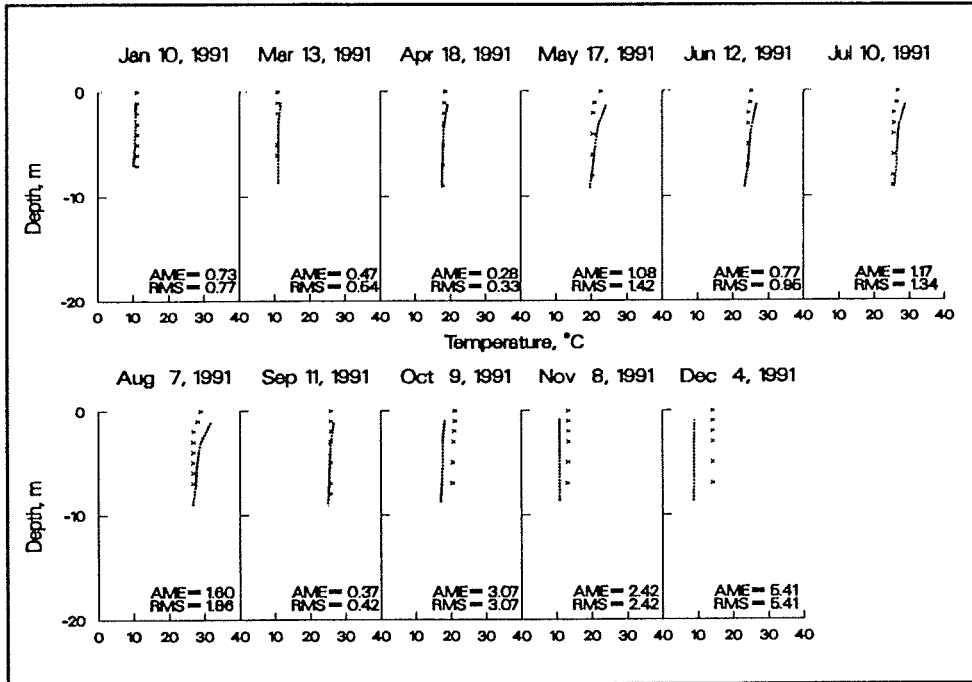 Jan 10, 1991 Mar 13, 1991 Apr 18, 1991 May 17, 1991 Jun 12, 1991 Jul 10, 1991
0
Depth, m
-10
AME = 0.73 AME = 0.47 AME = 0.28 AME = 1.08 AME = 0.77 AME = 1.17
RMS = 0.77 RMS = 0.54 RMS = 0.33 RMS = 1.42 RMS = 0.95 RMS = 1.34
-20
0 10 20 30 40 10 20 30 40 10 20 30 40 10 20 30 40 10 20 30 40 10 20 30 40
Temperature, °C
Aug 7, 1991 Sep 11, 1991 Oct 9, 1991 Nov 8, 1991 Dec 4, 1991
0
Depth, m
-10
AME = 1.60 AME = 0.37 AME = 3.07 AME = 2.42 AME = 5.41
RMS = 1.86 RMS = 0.42 RMS = 3.07 RMS = 2.42 RMS = 5.41
-20
0 10 20 30 40 10 20 30 40 10 20 30 40 10 20 30 40 10 20 30 40